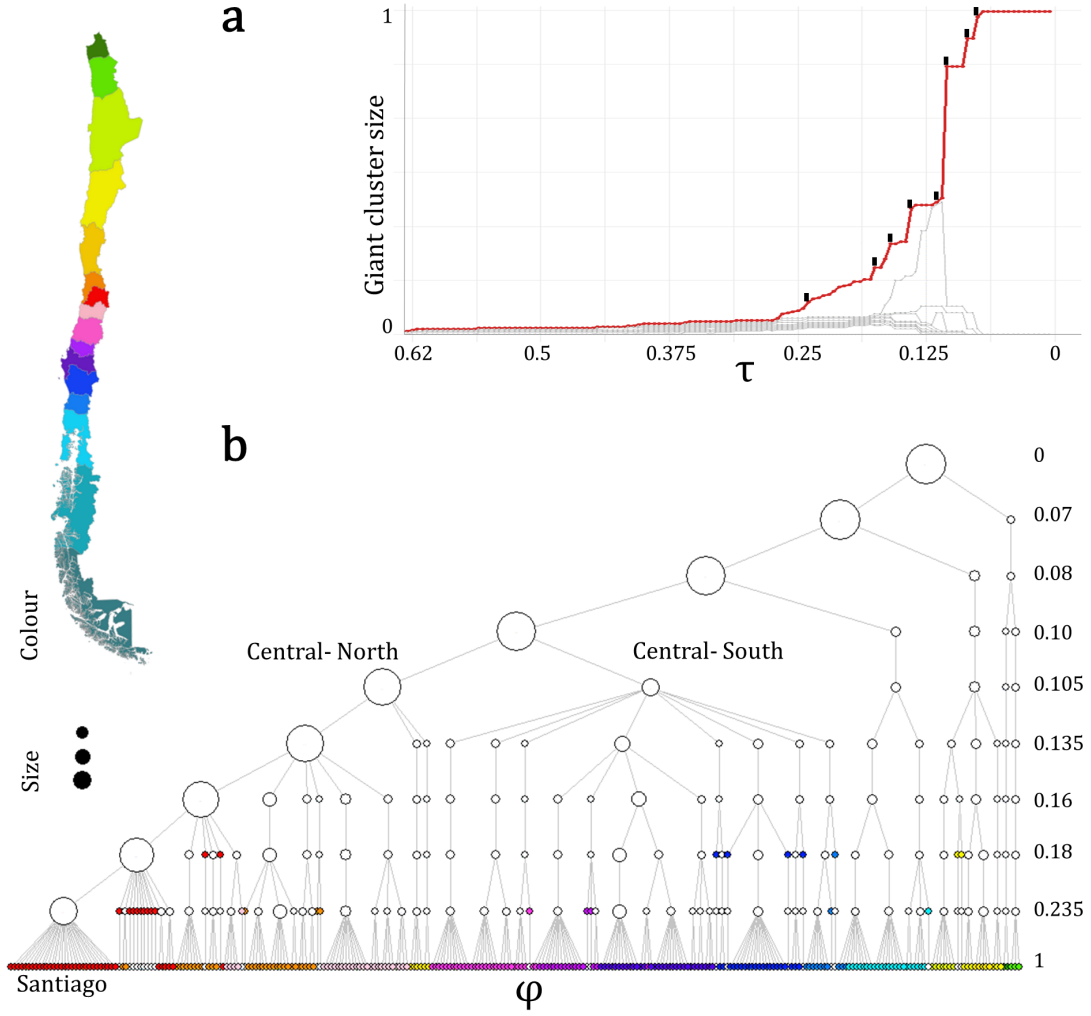 a
1
Giant cluster size
0
0.62 0.5 0.375 0.25 0.125 0
τ
b
0
0.07
0.08
Colour
0.10
Central- North Central- South
0.105
Size
0.135
0.16
0.18
0.235
1
Santiago
φ